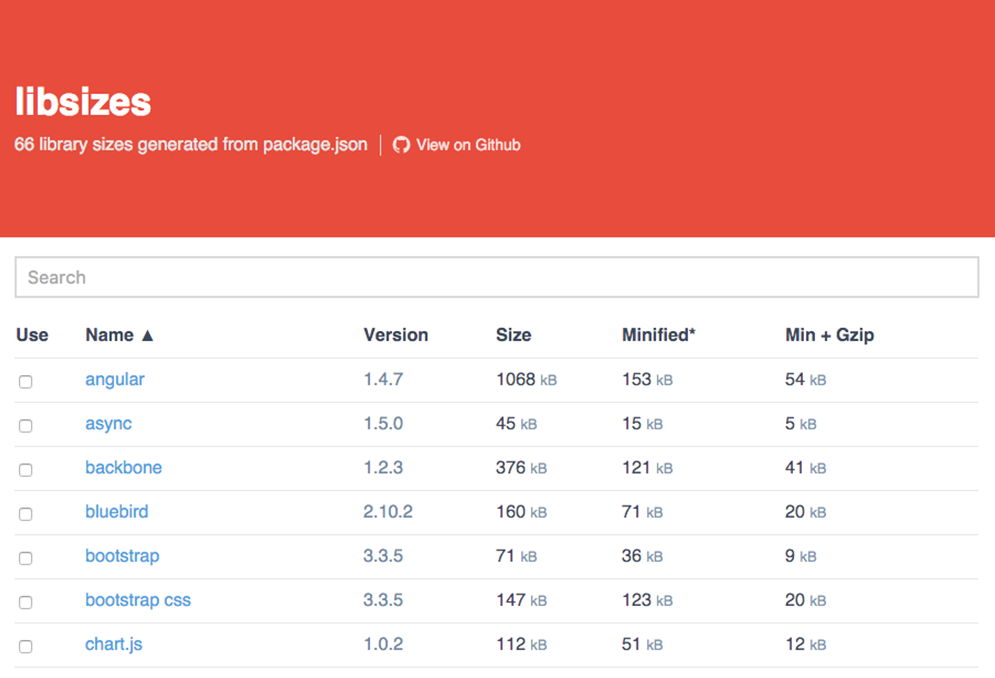 libsizes
66 library sizes generated from package.json | View on Github
Search
Use Name ▲ Version Size Minified* Min + Gzip
angular 1.4.7 1068 kB 153 kB 54 kB
async 1.5.0 45 kB 15 kB 5 kB
backbone 1.2.3 376 kB 121 kB 41 kB
bluebird 2.10.2 160 kB 71 kB 20 kB
bootstrap 3.3.5 71 kB 36 kB 9 kB
bootstrap css 3.3.5 147 kB 123 kB 20 kB
chart.js 1.0.2 112 kB 51 kB 12 kB